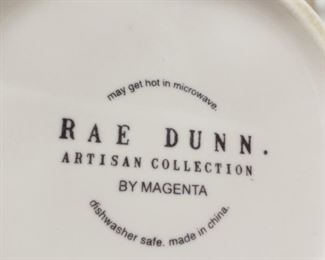 may get hot in microwave.
RAE DUNN.
ARTISAN COLLECTION
BY MAGENTA
dishwasher safe. made in china.